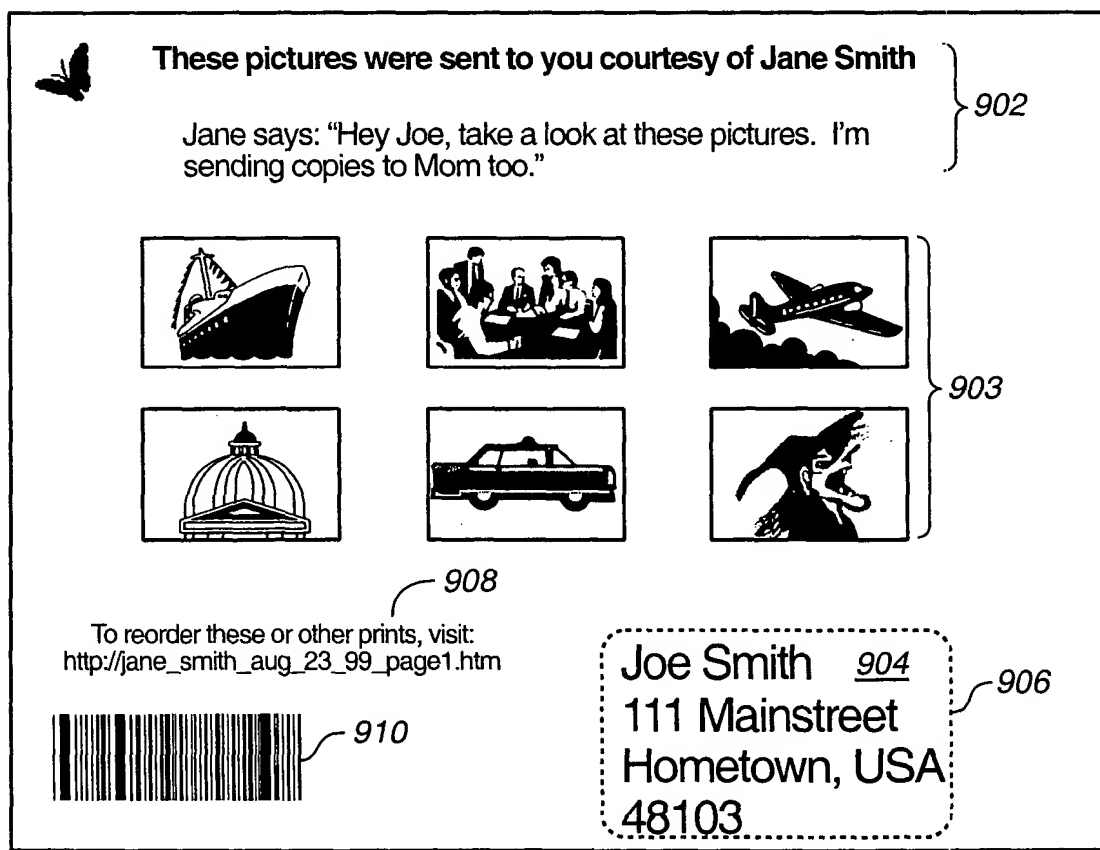 These pictures were sent to you courtesy of Jane Smith
902
Jane says: “Hey Joe, take a look at these pictures.  I’m
sending copies to Mom too.”
903
908
To reorder these or other prints, visit:
http://jane_smith_aug_23_99_page1.htm
910
Joe Smith 904
111 Mainstreet
Hometown, USA
48103
906